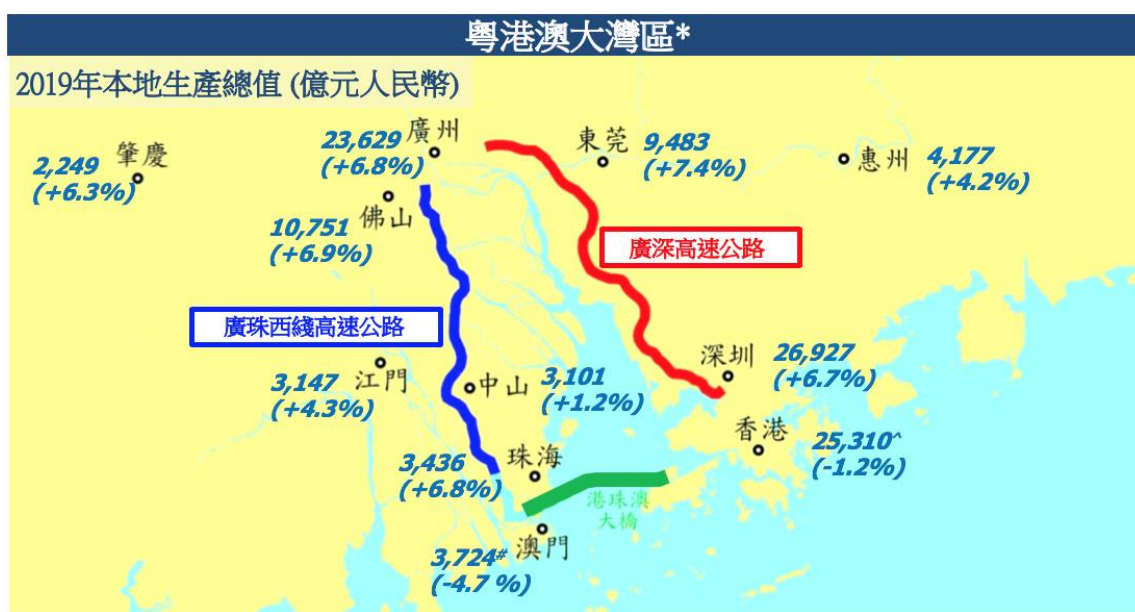 粵港澳大灣區*
2019年本地生產總值 (億元人民幣)
肇慶
2,249
(+6.3%)
廣州
23,629
(+6.8%)
東莞
9,483
(+7.4%)
惠州
4,177
(+4.2%)
佛山
10,751
(+6.9%)
廣深高速公路
廣珠西綫高速公路
江門
3,147
(+4.3%)
中山
3,101
(+1.2%)
深圳
26,927
(+6.7%)
香港
25,310^
(-1.2%)
珠海
3,436
(+6.8%)
港珠澳
大橋
澳門
3,724#
(-4.7 %)